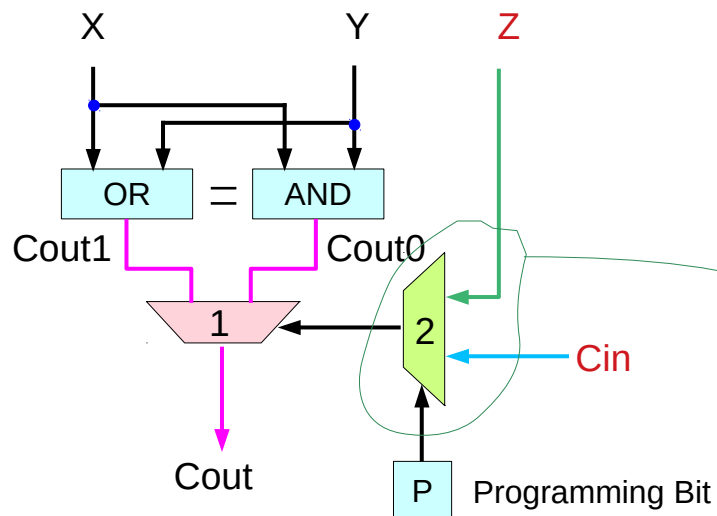 X Y Z
OR = AND
Cout1 Cout0
1 2
Cin
Cout
P Programming Bit